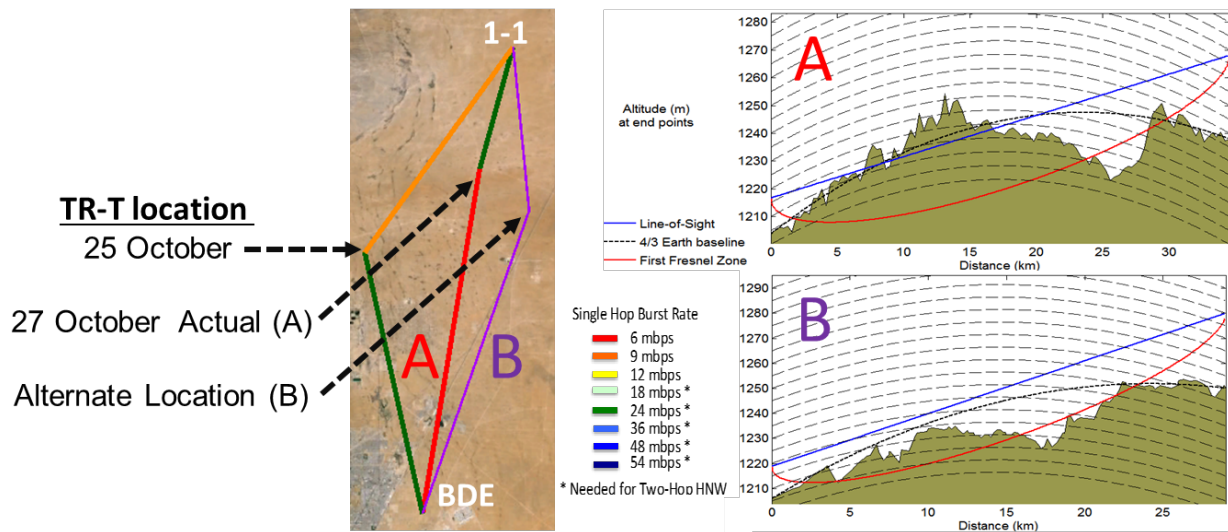 TR-T location
25 October
27 October Actual (A)
Alternate Location (B)
1-1
A
B
BDE
Single Hop Burst Rate
6 mbps
9 mbps
12 mbps
18 mbps *
24 mbps *
36 mbps *
48 mbps *
54 mbps *
* Needed for Two-Hop HNW
A
Altitude (m)
at end points
1280
1270
1260
1250
1240
1230
1220
1210
Line-of-Sight
4/3 Earth baseline
First Fresnel Zone
0 5 10 15 20 25 30
Distance (km)
B
1290
1280
1270
1260
1250
1240
1230
1220
1210
0 5 10 15 20 25
Distance (km)